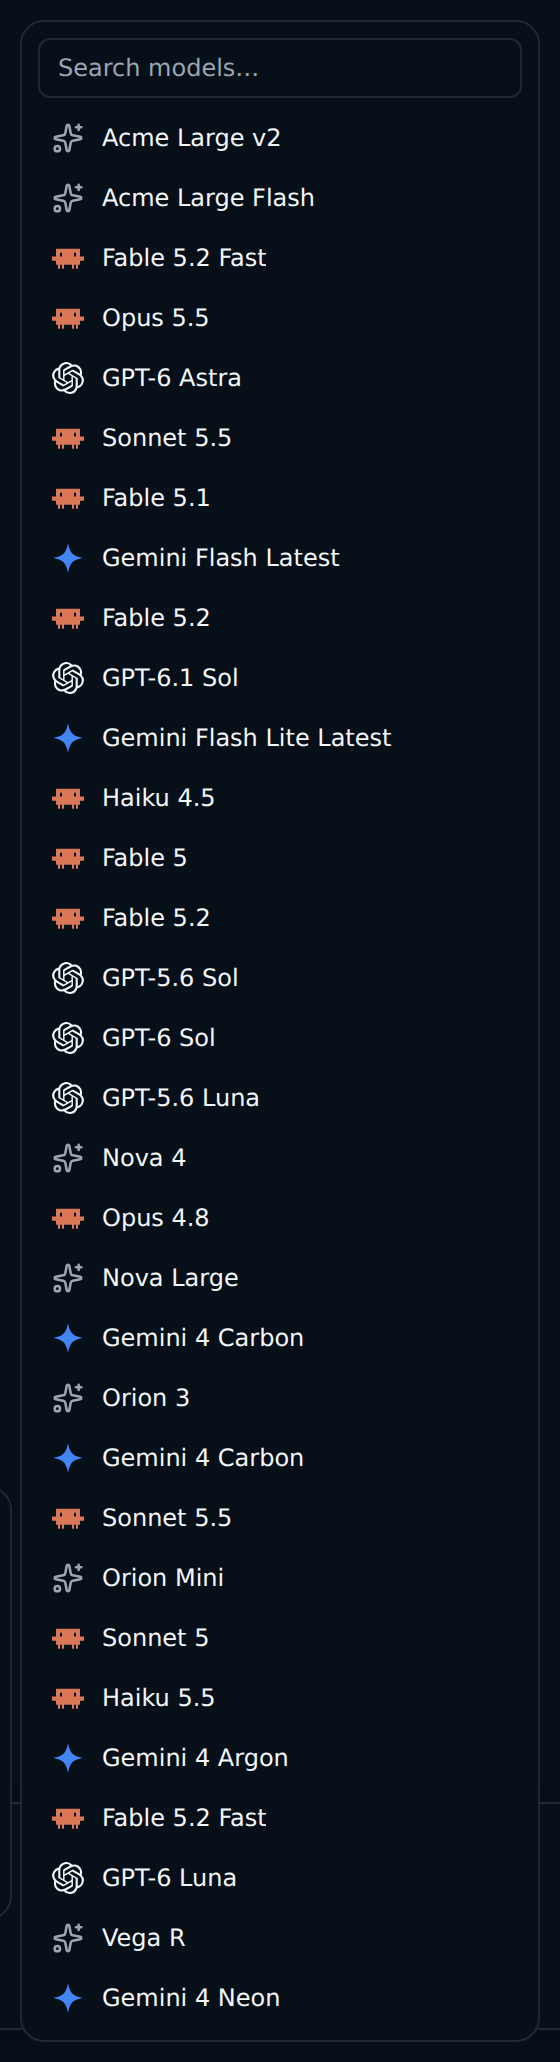 Search models...
Acme Large v2
Acme Large Flash
Fable 5.2 Fast
Opus 5.5
GPT-6 Astra
Sonnet 5.5
Fable 5.1
Gemini Flash Latest
Fable 5.2
GPT-6.1 Sol
Gemini Flash Lite Latest
Haiku 4.5
Fable 5
Fable 5.2
GPT-5.6 Sol
GPT-6 Sol
GPT-5.6 Luna
Nova 4
Opus 4.8
Nova Large
Gemini 4 Carbon
Orion 3
Gemini 4 Carbon
Sonnet 5.5
Orion Mini
Sonnet 5
Haiku 5.5
Gemini 4 Argon
Fable 5.2 Fast
GPT-6 Luna
Vega R
Gemini 4 Neon